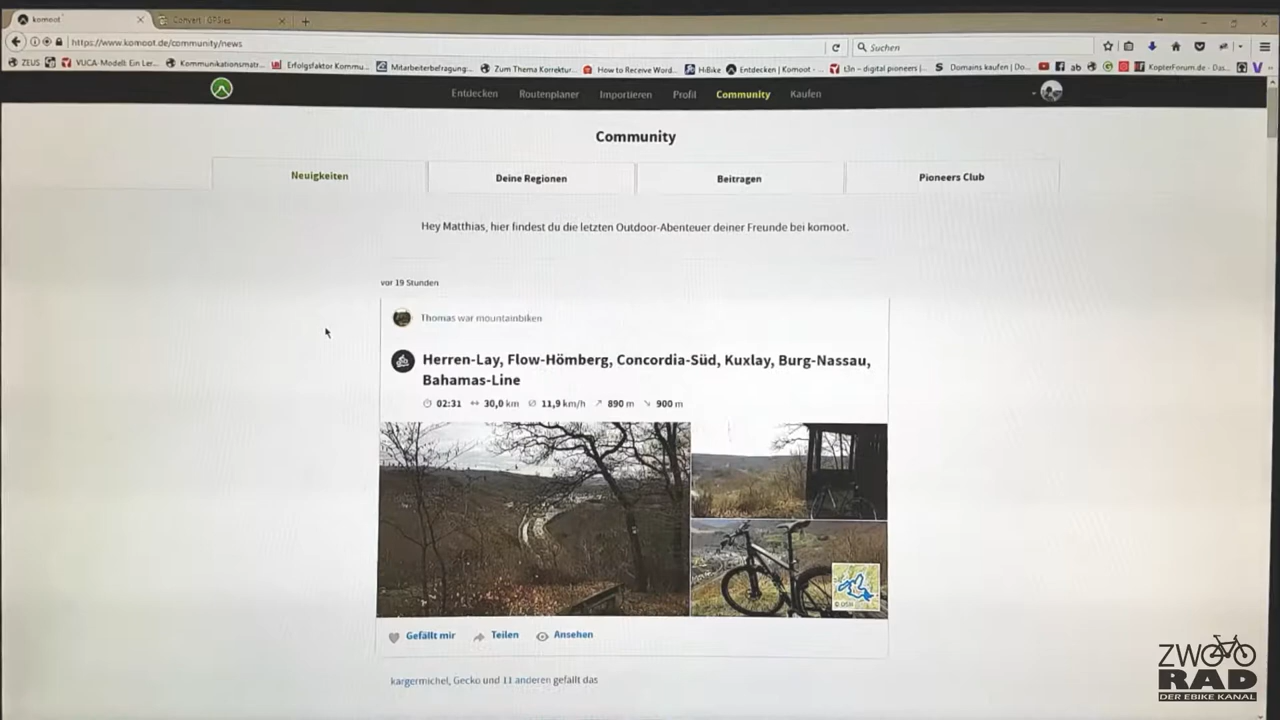 komoot
Convert | GPSies
https://www.komoot.de/community/news
Suchen
ZEUS
VUCA-Modell: Ein Ler...
Kommunikationsmatr...
Erfolgsfaktor Kommu...
Mitarbeiterbefragung...
Zum Thema Korrektur...
How to Receive Word...
HiBike
Entdecken | Komoot - ...
t3n – digital pioneers |...
Domains kaufen | Do...
ab
KopterForum.de - Das...
Entdecken
Routenplaner
Importieren
Profil
Community
Kaufen
Community
Neuigkeiten
Deine Regionen
Beitragen
Pioneers Club
Hey Matthias, hier findest du die letzten Outdoor-Abenteuer deiner Freunde bei komoot.
vor 19 Stunden
Thomas war mountainbiken
Herren-Lay, Flow-Hömberg, Concordia-Süd, Kuxlay, Burg-Nassau,
Bahamas-Line
02:31 ↔ 30,0 km Ø 11,9 km/h ↗ 890 m ↘ 900 m
Gefällt mir
Teilen
Ansehen
kargermichel, Gecko und 11 anderen gefällt das
ZWO
RAD
DER EBIKE KANAL